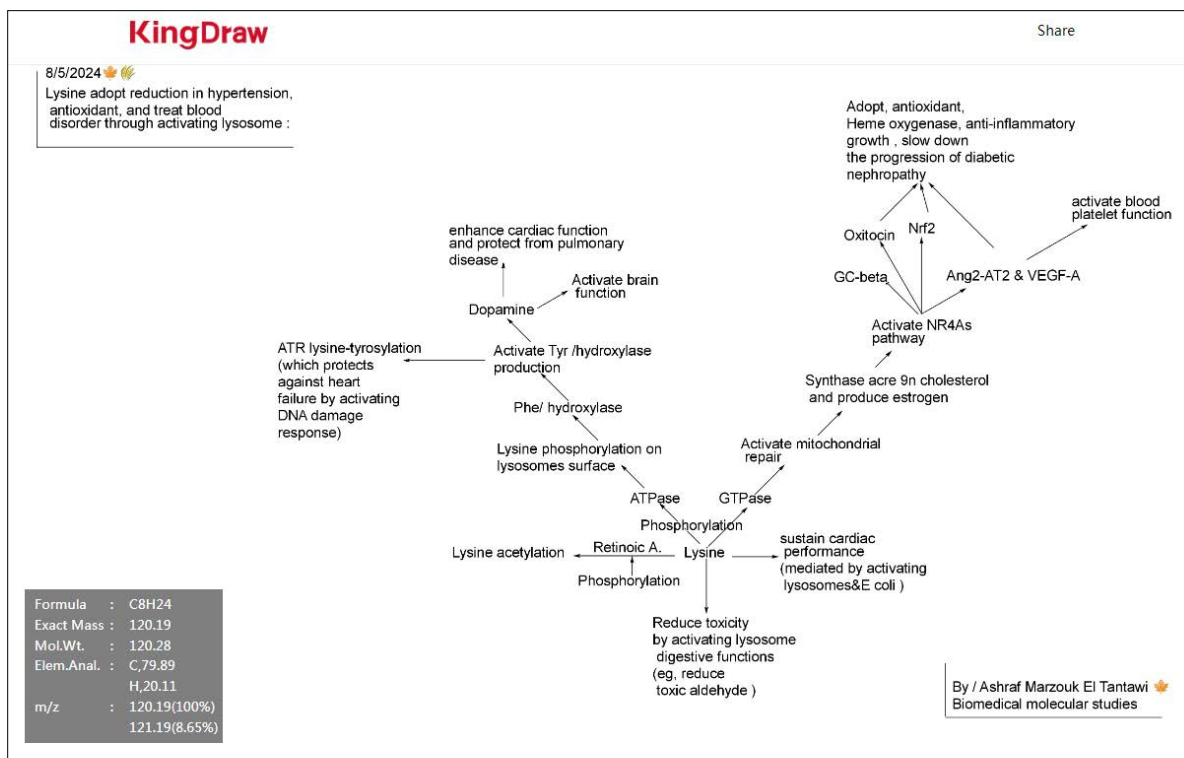 KingDraw
Share
8/5/2024
Lysine adopt reduction in hypertension,
antioxidant, and treat blood
disorder through activating lysosome :
Adopt, antioxidant,
Heme oxygenase, anti-inflammatory
growth , slow down
the progression of diabetic
nephropathy
activate blood
platelet function
enhance cardiac function
and protect from pulmonary
disease
Oxitocin
Nrf2
GC-beta
Ang2-AT2 & VEGF-A
Activate brain
function
Dopamine
Activate NR4As
pathway
ATR lysine-tyrosylation
(which protects
against heart
failure by activating
DNA damage
response)
Activate Tyr /hydroxylase
production
Synthase acre 9n cholesterol
and produce estrogen
Phe/ hydroxylase
Lysine phosphorylation on
lysosomes surface
Activate mitochondrial
repair
ATPase
GTPase
Phosphorylation
Lysine acetylation
Retinoic A.
Lysine
Phosphorylation
sustain cardiac
performance
(mediated by activating
lysosomes&E coli )
Reduce toxicity
by activating lysosome
digestive functions
(eg, reduce
toxic aldehyde )
Formula : C8H24
Exact Mass : 120.19
Mol.Wt. : 120.28
Elem.Anal. : C,79.89
H,20.11
m/z : 120.19(100%)
121.19(8.65%)
By / Ashraf Marzouk El Tantawi
Biomedical molecular studies